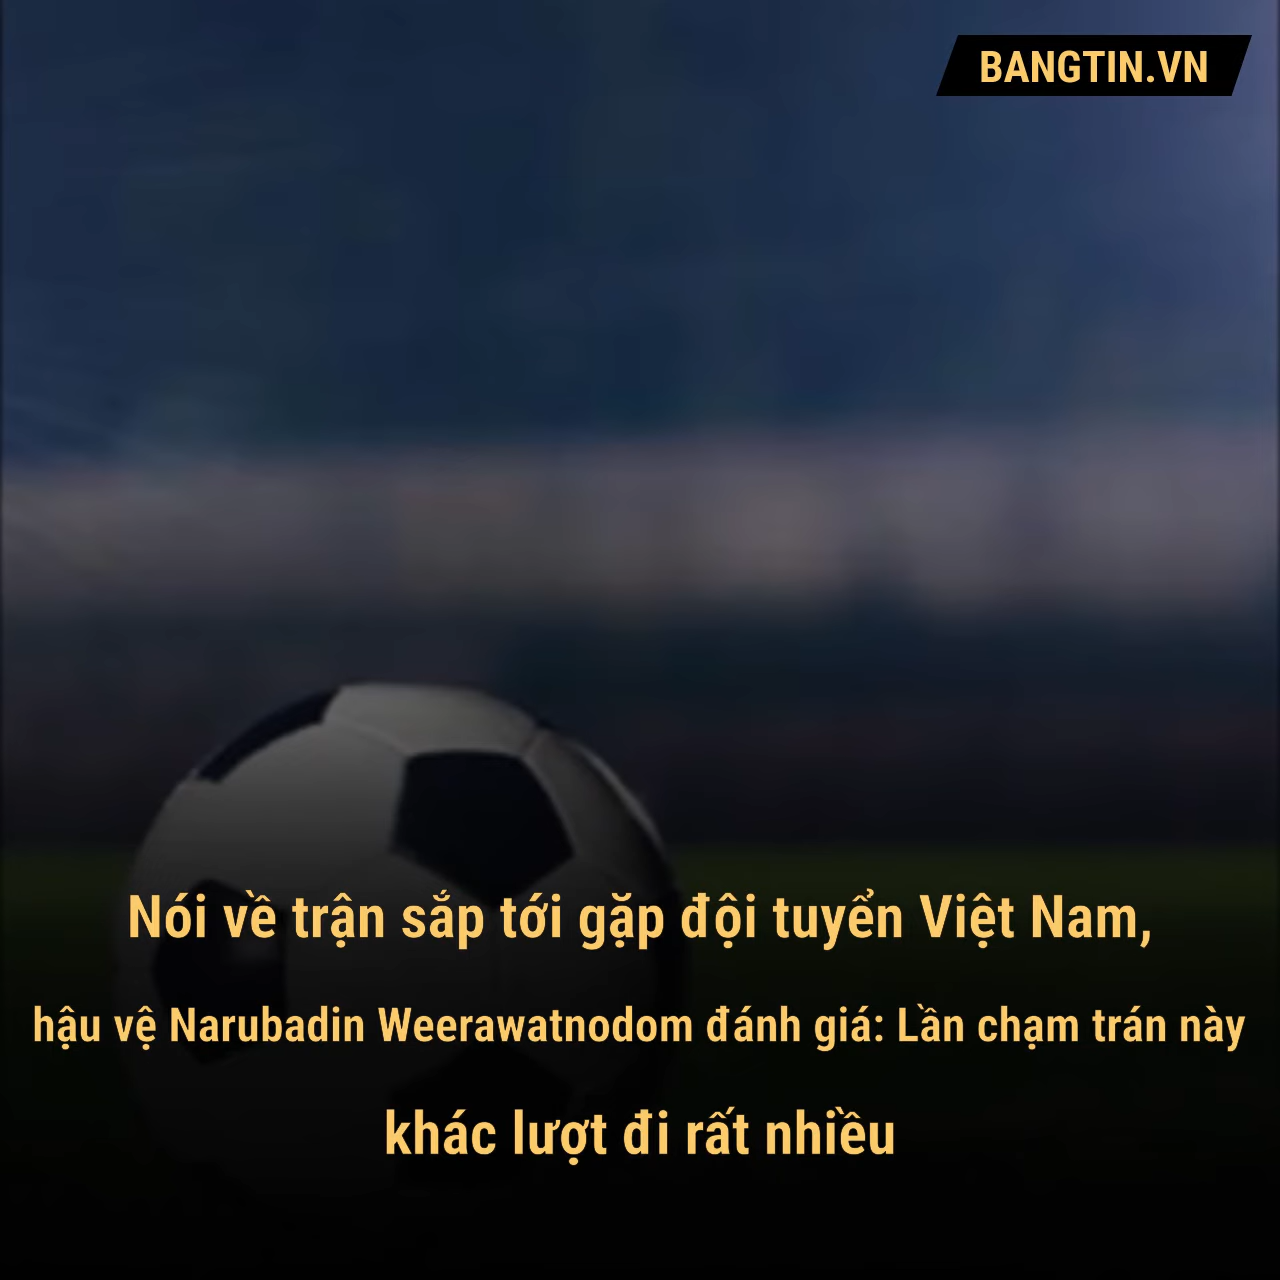 BANGTIN.VN
Nói về trận sắp tới gặp đội tuyển Việt Nam,
hậu vệ Narubadin Weerawatnodom đánh giá: Lần chạm trán này
khác lượt đi rất nhiều